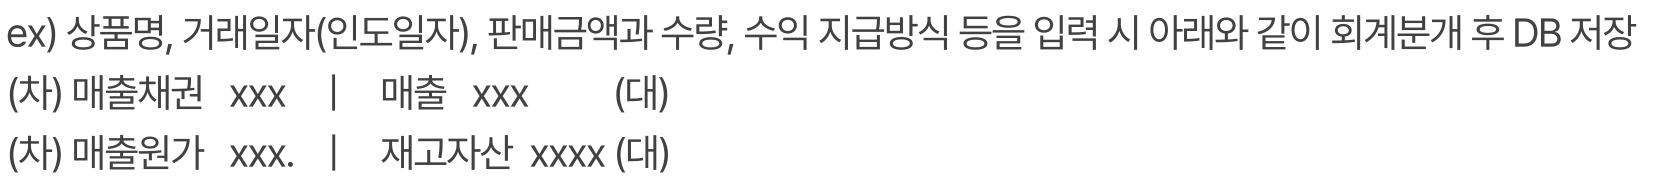 ex) 상품명, 거래일자(인도일자), 판매금액과 수량, 수익 지급방식 등을 입력 시 아래와 같이 회계분개 후 DB 저장
(차) 매출채권 xxx | 매출 xxx (대)
(차) 매출원가 xxx. | 재고자산 xxxx (대)